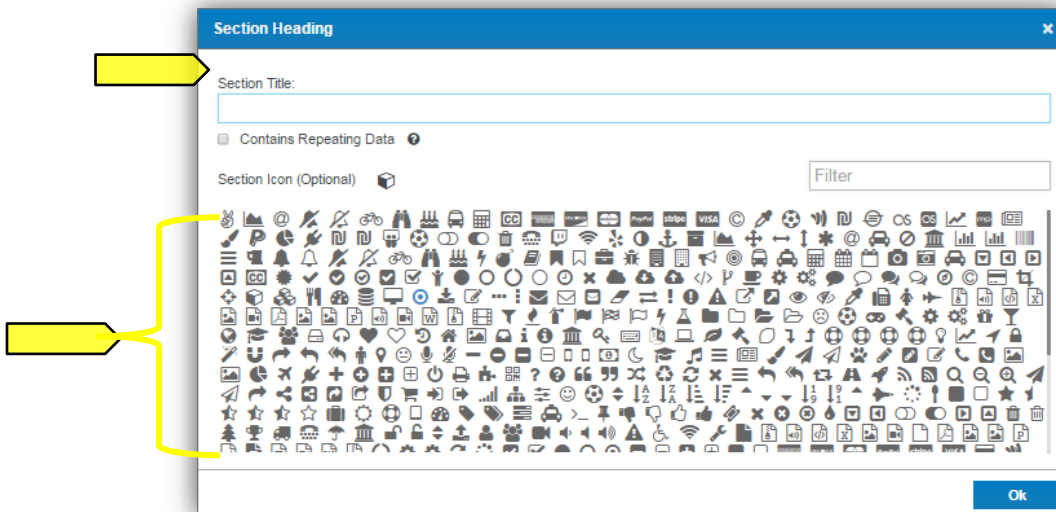 Section Heading
Section Title:
Contains Repeating Data
Section Icon (Optional)
Filter
Ok